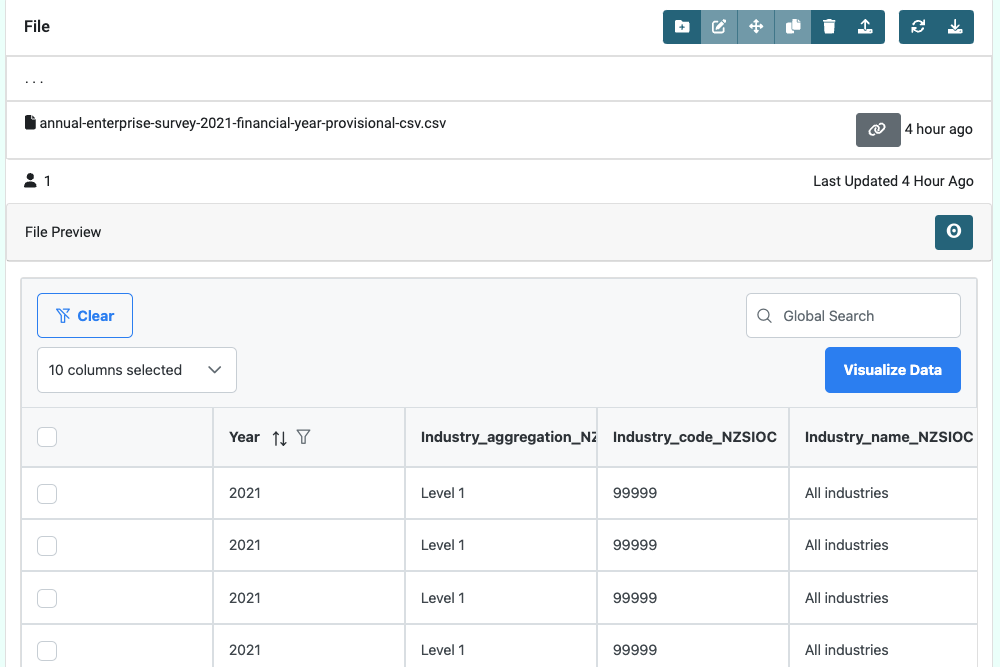 File
. . .
annual-enterprise-survey-2021-financial-year-provisional-csv.csv
4 hour ago
1
Last Updated 4 Hour Ago
File Preview
Clear
Global Search
10 columns selected
Visualize Data
Year Industry_aggregation_NZ Industry_code_NZSIOC Industry_name_NZSIOC
2021 Level 1 99999 All industries
2021 Level 1 99999 All industries
2021 Level 1 99999 All industries
2021 Level 1 99999 All industries